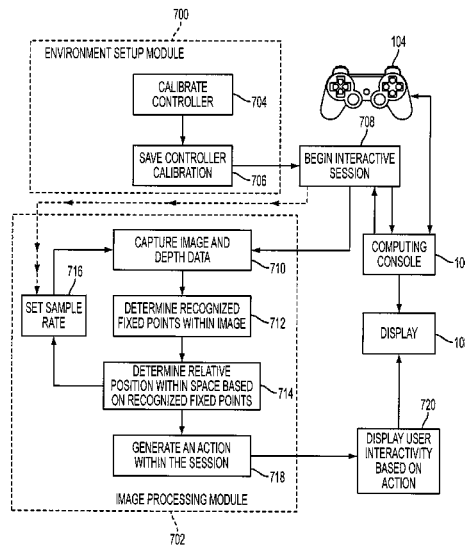 700
ENVIRONMENT SETUP MODULE
104
CALIBRATE
CONTROLLER
704
708
SAVE CONTROLLER
CALIBRATION
706
BEGIN INTERACTIVE
SESSION
CAPTURE IMAGE AND
DEPTH DATA
710
COMPUTING
CONSOLE
716
SET SAMPLE
RATE
DETERMINE RECOGNIZED
FIXED POINTS WITHIN IMAGE
712
DISPLAY
DETERMINE RELATIVE
POSITION WITHIN SPACE BASED
ON RECOGNIZED FIXED POINTS
714
720
GENERATE AN ACTION
WITHIN THE SESSION
718
DISPLAY USER
INTERACTIVITY
BASED ON
ACTION
IMAGE PROCESSING MODULE
702